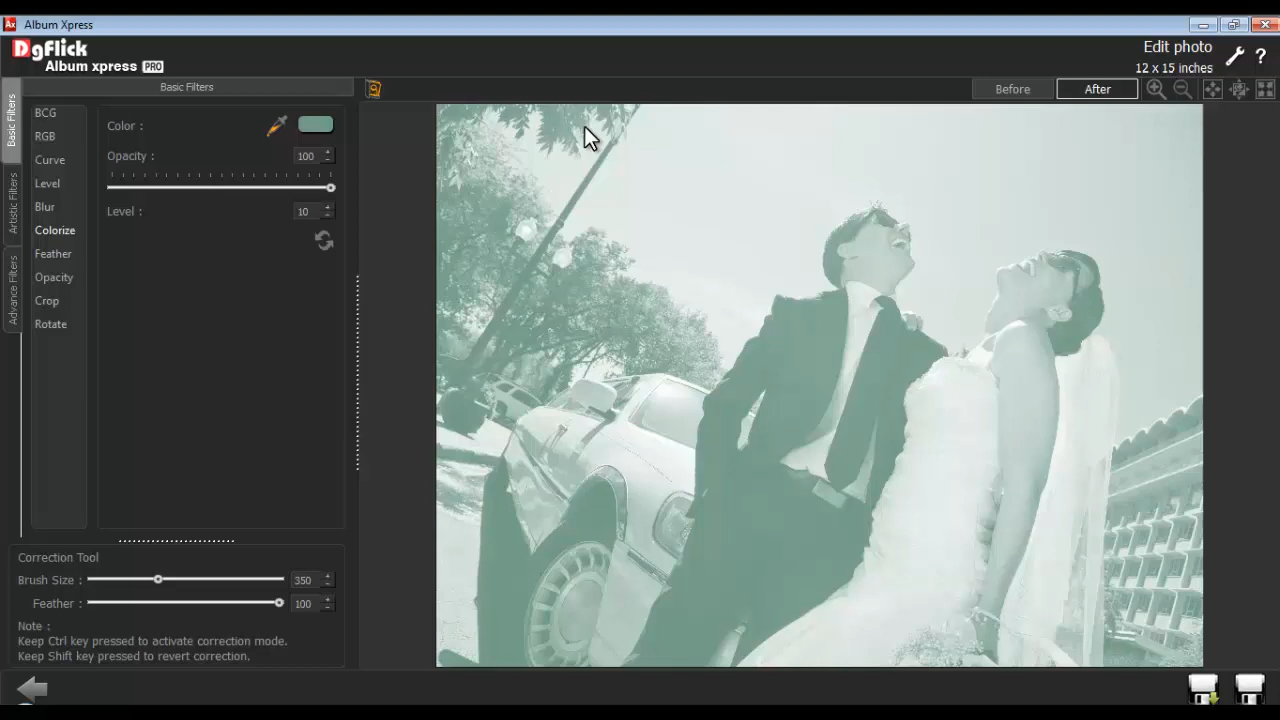 Ax Album Xpress
DgFlick
Album xpress PRO
Edit photo
12 x 15 inches
?
Basic Filters
Before
After
Basic Filters
Artistic Filters
Advance Filters
BCG
RGB
Curve
Level
Blur
Colorize
Feather
Opacity
Crop
Rotate
Color :
Opacity :
100
Level :
10
Correction Tool
Brush Size :
350
Feather :
100
Note :
Keep Ctrl key pressed to activate correction mode.
Keep Shift key pressed to revert correction.